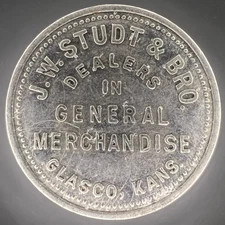 J. W. STUDT & BRO
DEALERS
IN
GENERAL
MERCHANDISE
GLASCO, KANS.